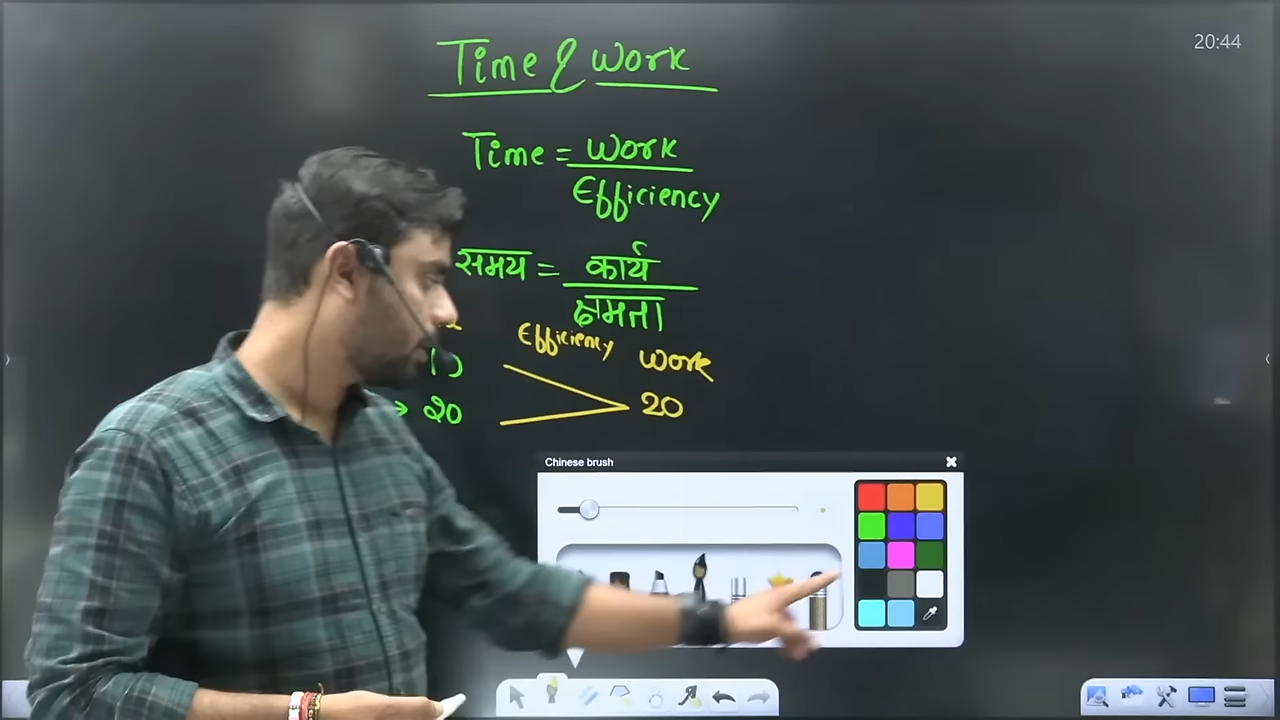 20:44
Time & Work
Time = Work
Efficiency
समय = कार्य
क्षमता
Efficiency Work
20 20
Chinese brush